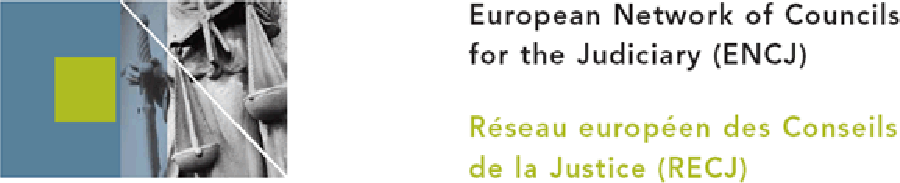 European Network of Councils
for the Judiciary (ENCJ)
Réseau européen des Conseils
de la Justice (RECJ)